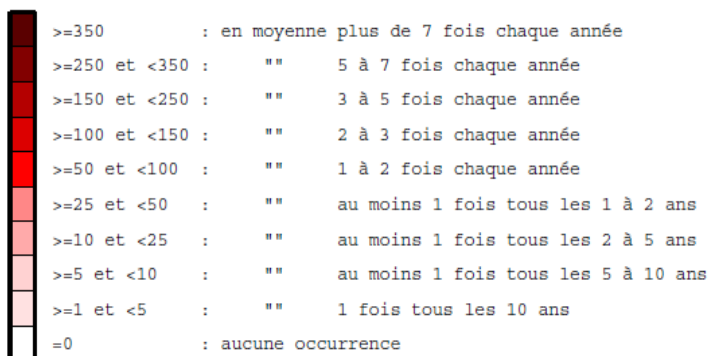 >=350 : en moyenne plus de 7 fois chaque année
>=250 et <350 : "" 5 à 7 fois chaque année
>=150 et <250 : "" 3 à 5 fois chaque année
>=100 et <150 : "" 2 à 3 fois chaque année
>=50 et <100 : "" 1 à 2 fois chaque année
>=25 et <50 : "" au moins 1 fois tous les 1 à 2 ans
>=10 et <25 : "" au moins 1 fois tous les 2 à 5 ans
>=5 et <10 : "" au moins 1 fois tous les 5 à 10 ans
>=1 et <5 : "" 1 fois tous les 10 ans
=0 : aucune occurrence